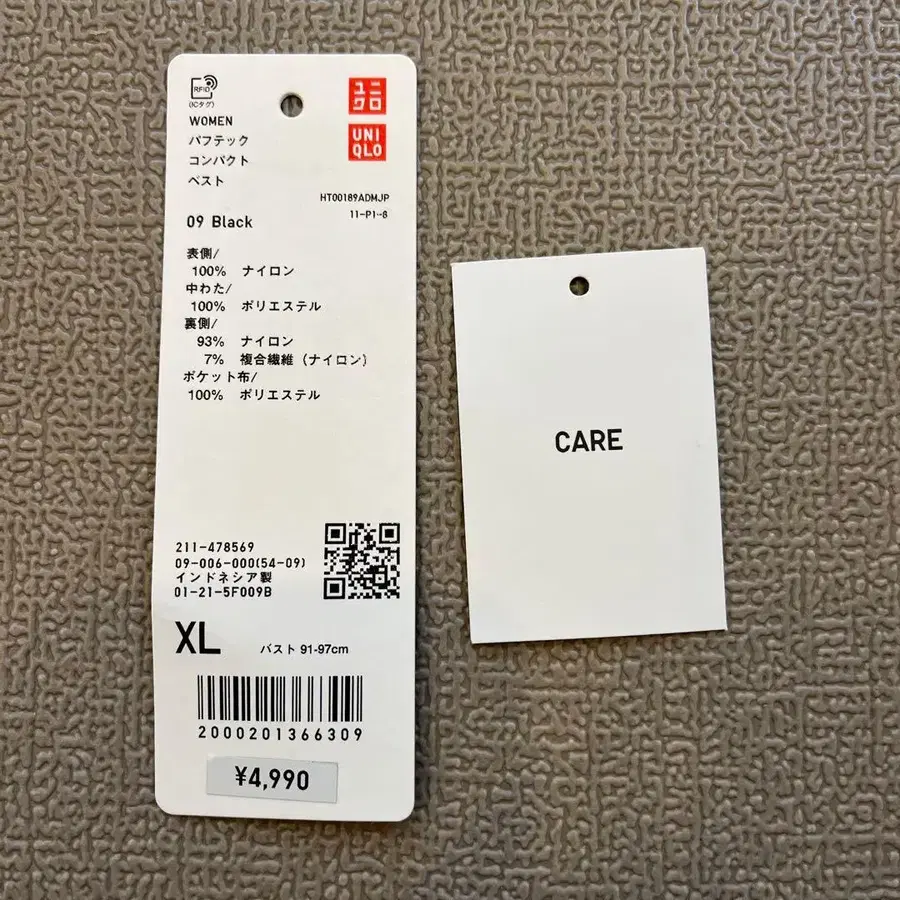 RFID
(ICタグ)
WOMEN
パフテック
コンパクト
ベスト
ユニ
クロ
UNI
QLO
HT00189ADMJP
11-P1-8
09 Black
表側/
100% ナイロン
中わた/
100% ポリエステル
裏側/
93% ナイロン
7% 複合繊維 (ナイロン)
ポケット布/
100% ポリエステル
211-478569
09-006-000(54-09)
インドネシア製
01-21-5F009B
XL バスト 91-97cm
2000201366309
¥4,990
CARE